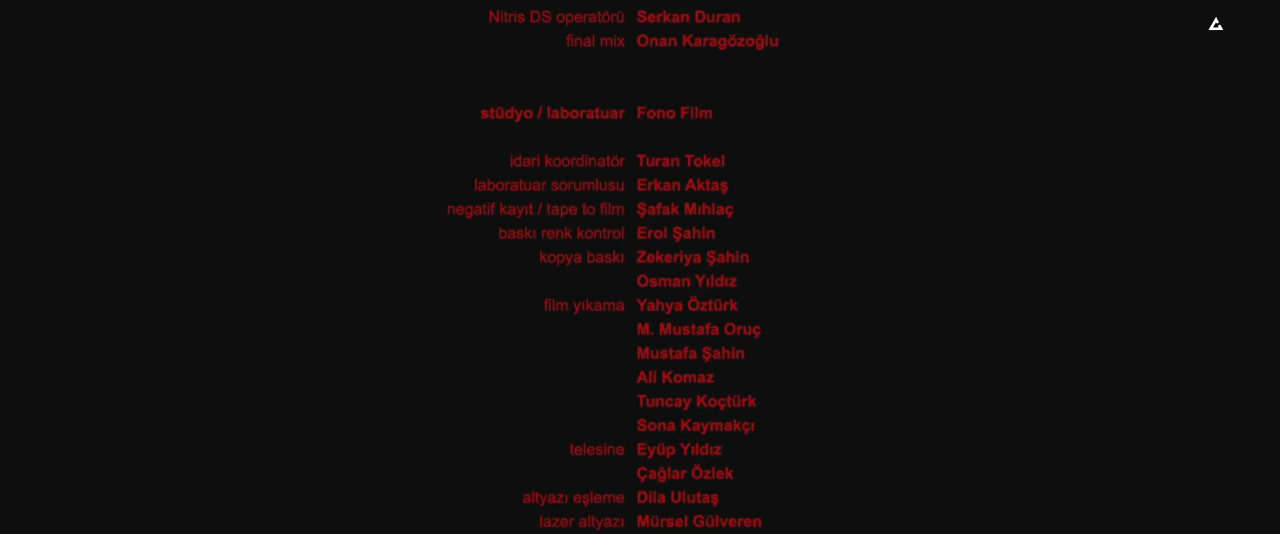 Nitris DS operatörü Serkan Duran
final mix Onan Karagözoğlu
stüdyo / laboratuar Fono Film
idari koordinatör Turan Tokel
laboratuar sorumlusu Erkan Aktaş
negatif kayıt / tape to film Şafak Mıhlaç
baskı renk kontrol Erol Şahin
kopya baskı Zekeriya Şahin
Osman Yıldız
film yıkama Yahya Öztürk
M. Mustafa Oruç
Mustafa Şahin
Ali Komaz
Tuncay Koçtürk
Sona Kaymakçı
telesine Eyüp Yıldız
Çağlar Özlek
altyazı eşleme Dila Ulutaş
lazer altyazı Mürsel Gülveren